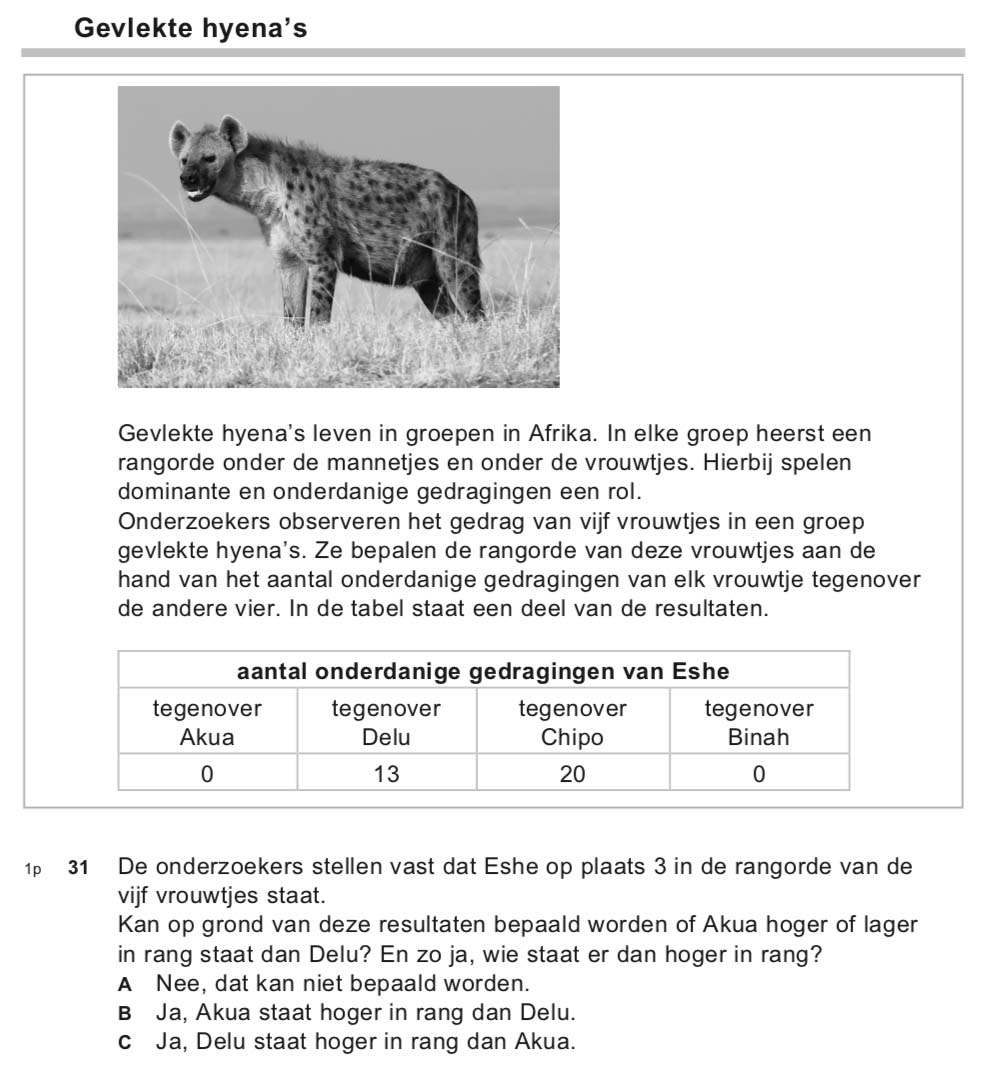 Gevlekte hyena’s
Gevlekte hyena’s leven in groepen in Afrika. In elke groep heerst een
rangorde onder de mannetjes en onder de vrouwtjes. Hierbij spelen
dominante en onderdanige gedragingen een rol.
Onderzoekers observeren het gedrag van vijf vrouwtjes in een groep
gevlekte hyena’s. Ze bepalen de rangorde van deze vrouwtjes aan de
hand van het aantal onderdanige gedragingen van elk vrouwtje tegenover
de andere vier. In de tabel staat een deel van de resultaten.
aantal onderdanige gedragingen van Eshe
tegenover tegenover tegenover tegenover
Akua Delu Chipo Binah
0 13 20 0
1p 31 De onderzoekers stellen vast dat Eshe op plaats 3 in de rangorde van de
vijf vrouwtjes staat.
Kan op grond van deze resultaten bepaald worden of Akua hoger of lager
in rang staat dan Delu? En zo ja, wie staat er dan hoger in rang?
A Nee, dat kan niet bepaald worden.
B Ja, Akua staat hoger in rang dan Delu.
C Ja, Delu staat hoger in rang dan Akua.